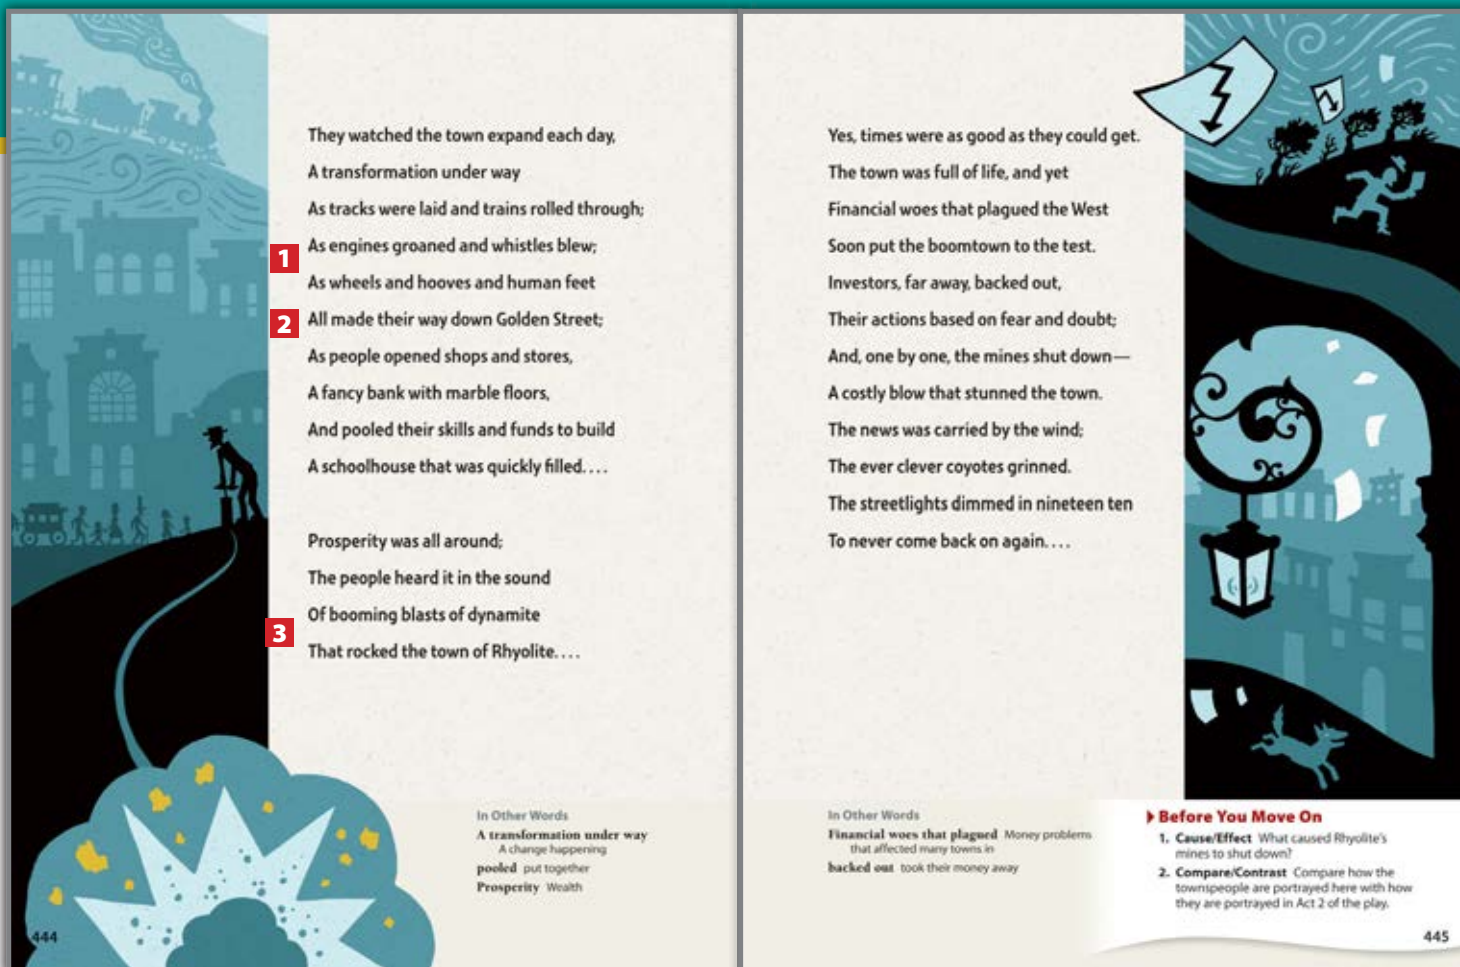 They watched the town expand each day,
A transformation under way
As tracks were laid and trains rolled through;
1
As engines groaned and whistles blew;
As wheels and hooves and human feet
2
All made their way down Golden Street;
As people opened shops and stores,
A fancy bank with marble floors,
And pooled their skills and funds to build
A schoolhouse that was quickly filled. . . .
Prosperity was all around;
The people heard it in the sound
Of booming blasts of dynamite
3
That rocked the town of Rhyolite. . . .
In Other Words
A transformation under way
A change happening
pooled put together
Prosperity Wealth
444
Yes, times were as good as they could get.
The town was full of life, and yet
Financial woes that plagued the West
Soon put the boomtown to the test.
Investors, far away, backed out,
Their actions based on fear and doubt;
And, one by one, the mines shut down—
A costly blow that stunned the town.
The news was carried by the wind;
The ever clever coyotes grinned.
The streetlights dimmed in nineteen ten
To never come back on again. . . .
In Other Words
Financial woes that plagued Money problems
that affected many towns in
backed out took their money away
Before You Move On
1. Cause/Effect What caused Rhyolite's
mines to shut down?
2. Compare/Contrast Compare how the
townspeople are portrayed here with how
they are portrayed in Act 2 of the play.
445